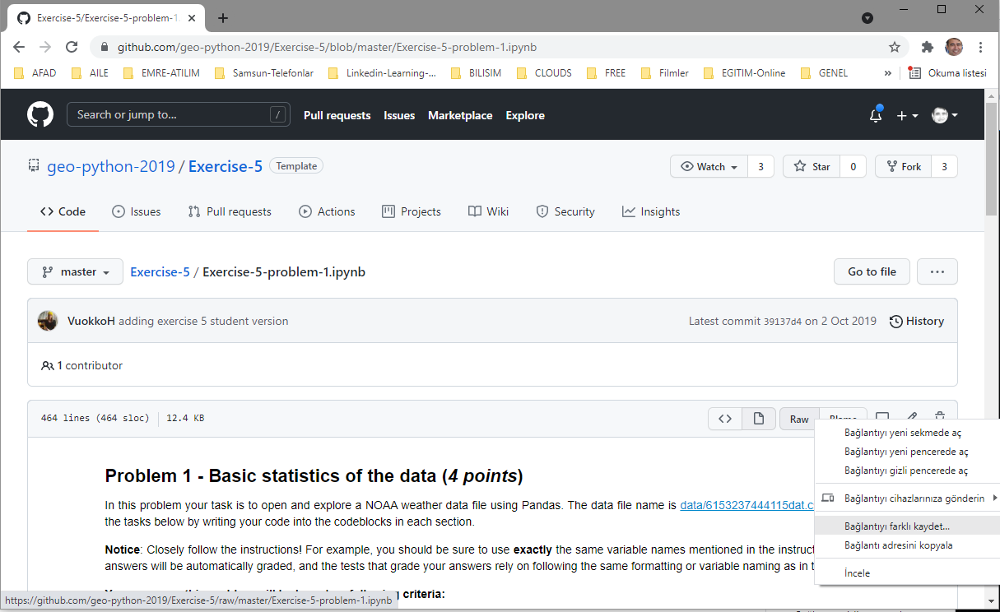 Exercise-5/Exercise-5-problem-1.
github.com/geo-python-2019/Exercise-5/blob/master/Exercise-5-problem-1.ipynb
AFAD AILE EMRE-ATILIM Samsun-Telefonlar Linkedin-Learning-... BILISIM CLOUDS FREE Filmler EGITIM-Online GENEL » Okuma listesi
Search or jump to... / Pull requests Issues Marketplace Explore
geo-python-2019 / Exercise-5 Template Watch 3 Star 0 Fork 3
Code Issues Pull requests Actions Projects Wiki Security Insights
master Exercise-5 / Exercise-5-problem-1.ipynb Go to file ...
VuokkoH adding exercise 5 student version Latest commit 39137d4 on 2 Oct 2019 History
1 contributor
464 lines (464 sloc) 12.4 KB <> Raw Blame
Bağlantıyı yeni sekmede aç
Bağlantıyı yeni pencerede aç
Bağlantıyı gizli pencerede aç
Bağlantıyı cihazlarınıza gönderin
Bağlantıyı farklı kaydet...
Bağlantı adresini kopyala
İncele
Problem 1 - Basic statistics of the data (4 points)
In this problem your task is to open and explore a NOAA weather data file using Pandas. The data file name is data/6153237444115dat.c
the tasks below by writing your code into the codeblocks in each section.
Notice: Closely follow the instructions! For example, you should be sure to use exactly the same variable names mentioned in the instruct
answers will be automatically graded, and the tests that grade your answers rely on following the same formatting or variable naming as in t
criteria:
https://github.com/geo-python-2019/Exercise-5/raw/master/Exercise-5-problem-1.ipynb